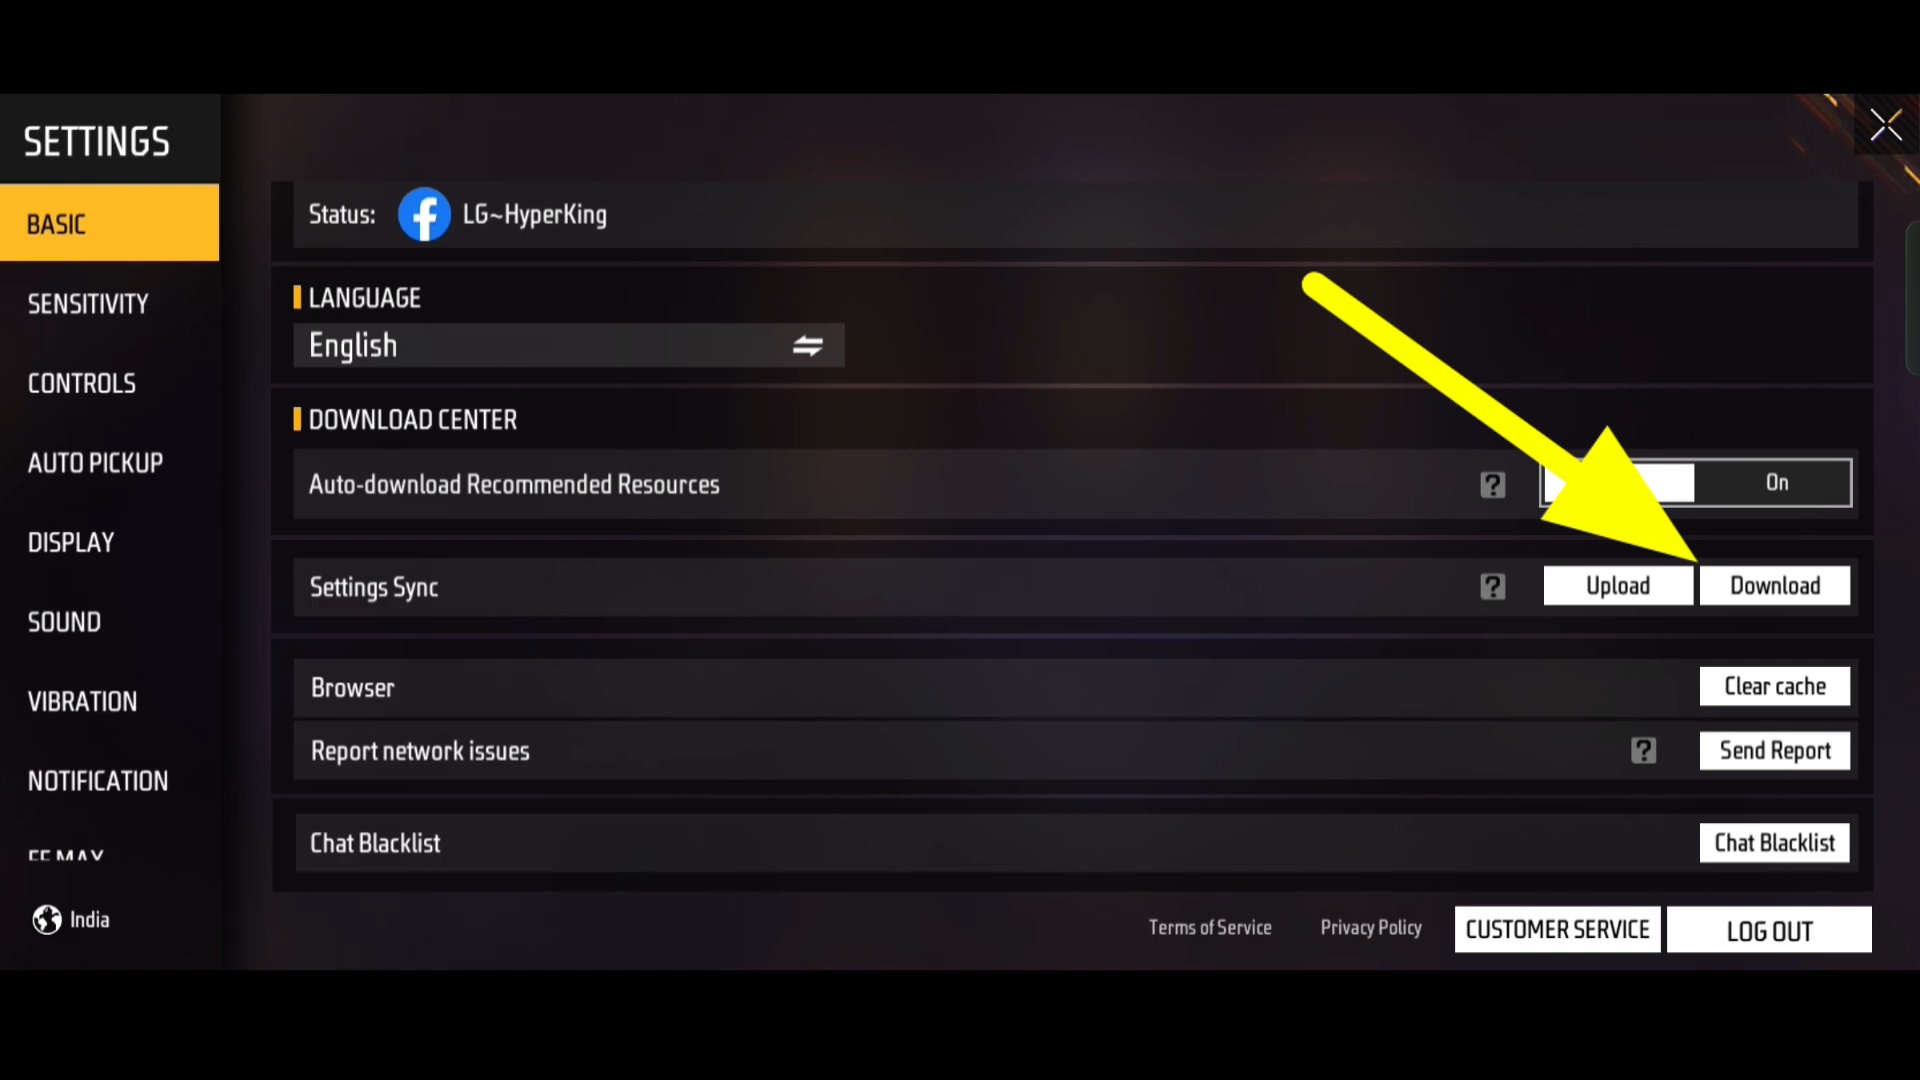 SETTINGS
BASIC
SENSITIVITY
CONTROLS
AUTO PICKUP
DISPLAY
SOUND
VIBRATION
NOTIFICATION
FF MAX
India
Status: LG~HyperKing
LANGUAGE
English
DOWNLOAD CENTER
Auto-download Recommended Resources ? On
Settings Sync ? Upload Download
Browser Clear cache
Report network issues ? Send Report
Chat Blacklist Chat Blacklist
Terms of Service Privacy Policy CUSTOMER SERVICE LOG OUT